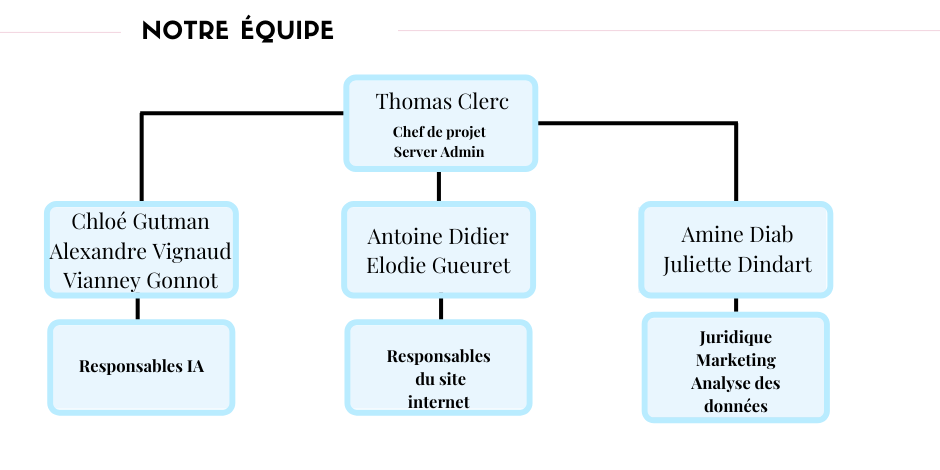 NOTRE ÉQUIPE
Thomas Clerc
Chef de projet
Server Admin
Chloé Gutman
Alexandre Vignaud
Vianney Gonnot
Antoine Didier
Elodie Gueuret
Amine Diab
Juliette Dindart
Responsables IA
Responsables
du site
internet
Juridique
Marketing
Analyse des
données